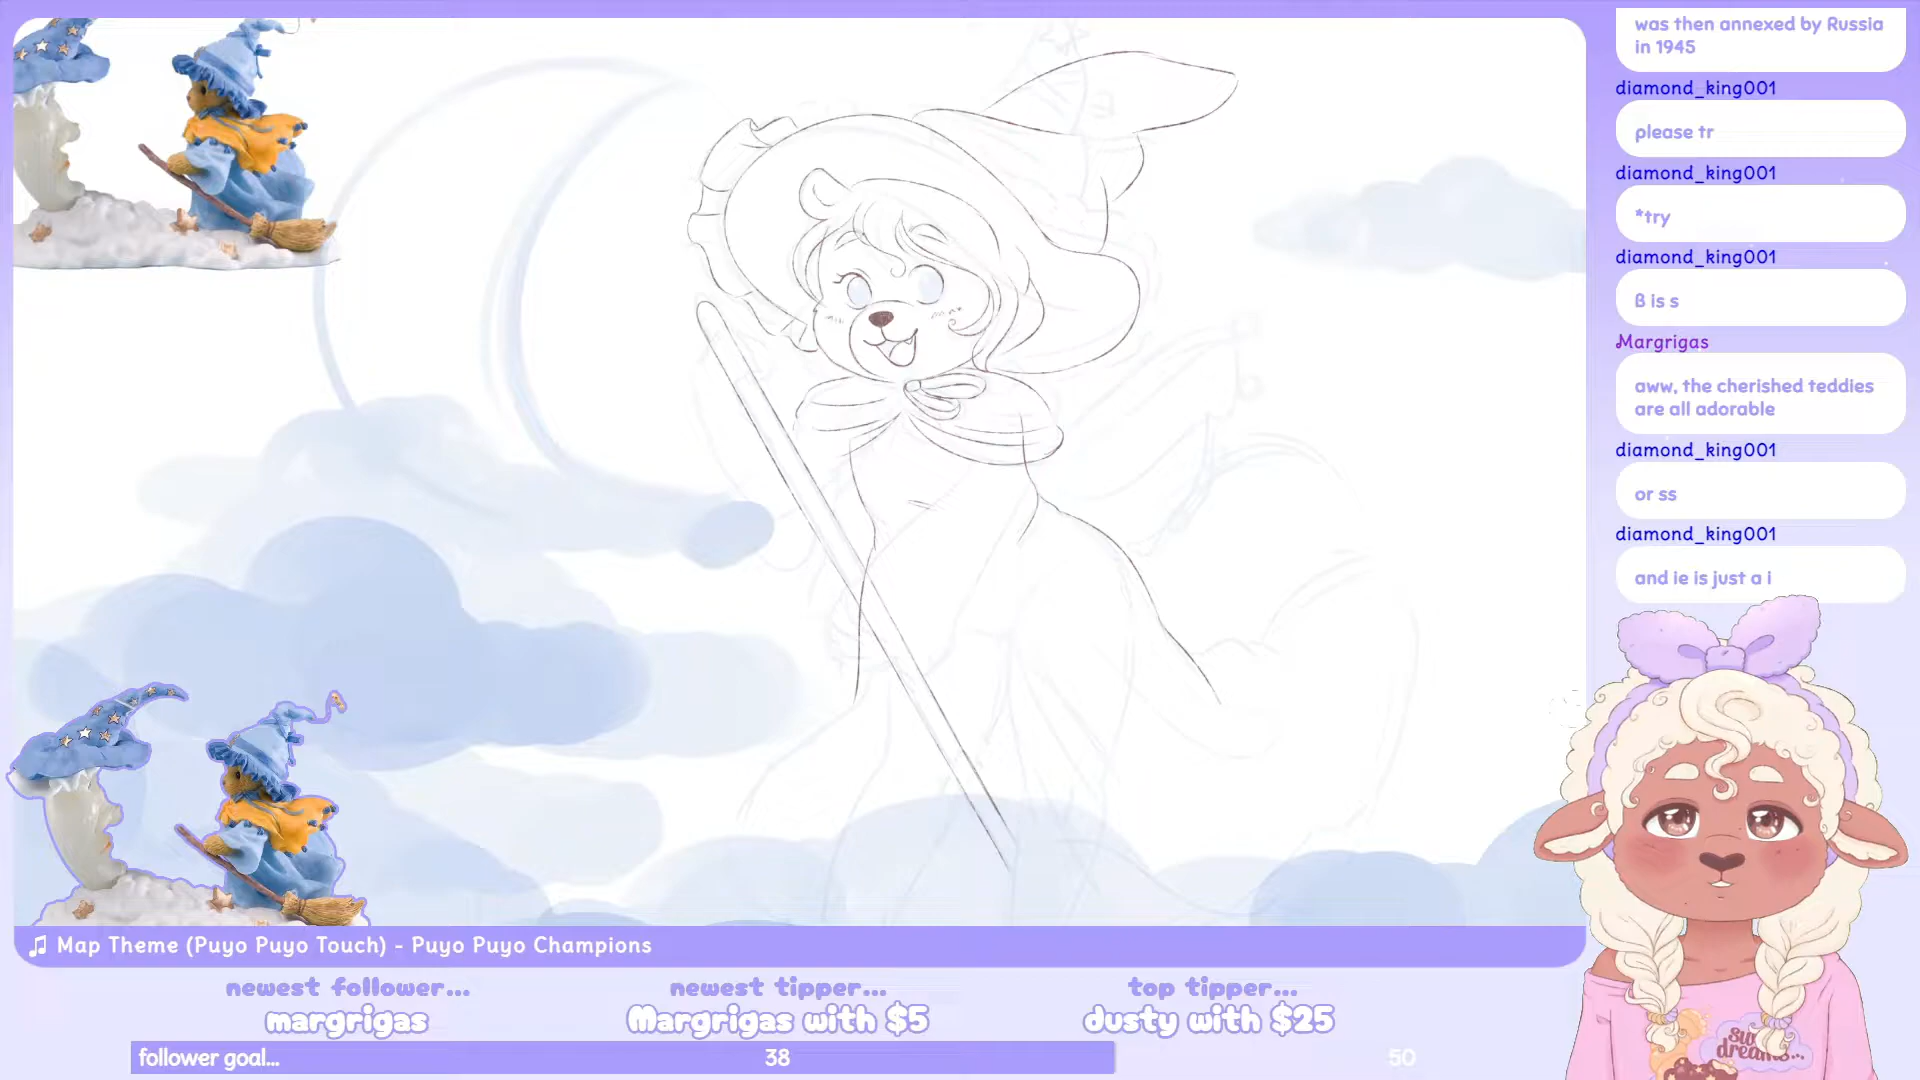 was then annexed by Russia
in 1945
diamond_king001
please tr
diamond_king001
*try
diamond_king001
ß is s
Margrigas
aww, the cherished teddies
are all adorable
diamond_king001
or ss
diamond_king001
and ie is just a i
♫ Map Theme (Puyo Puyo Touch) - Puyo Puyo Champions
newest follower...
margrigas
newest tipper...
Margrigas with $5
top tipper...
dusty with $25
follower goal...
38
50
dreams...